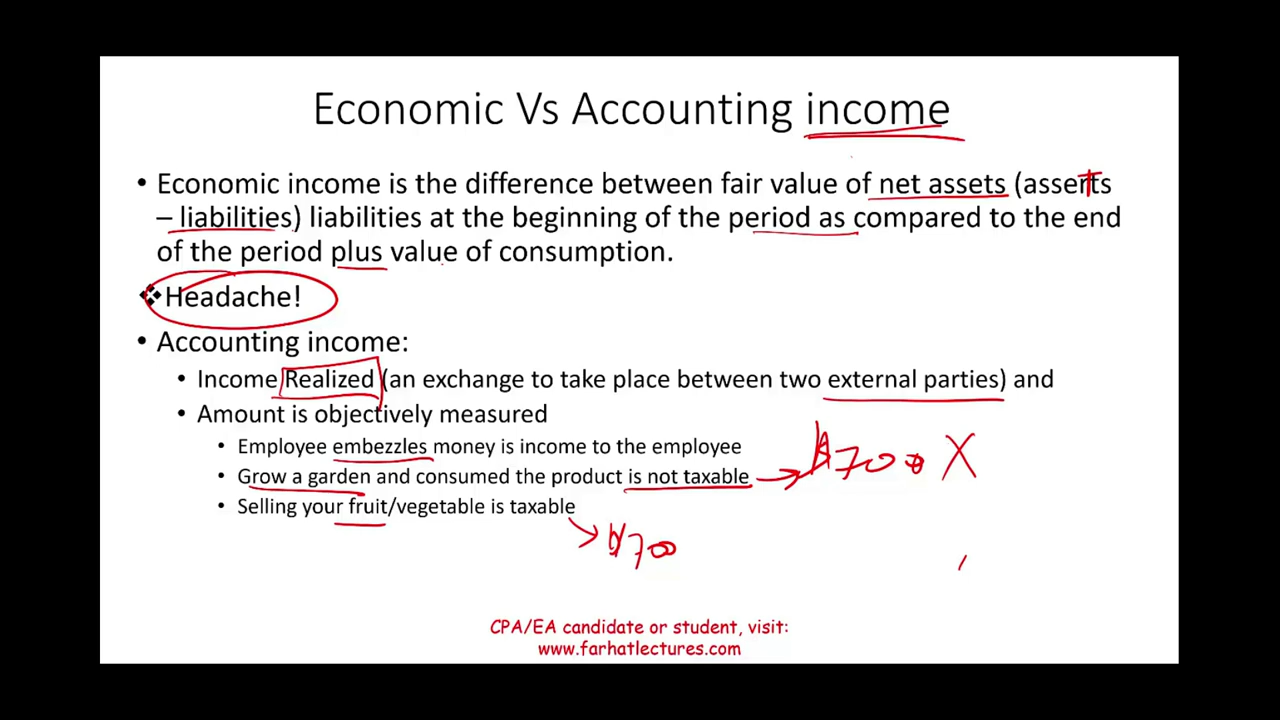 Economic Vs Accounting income
• Economic income is the difference between fair value of net assets (assets
– liabilities) liabilities at the beginning of the period as compared to the end
of the period plus value of consumption.
❖ Headache!
• Accounting income:
• Income Realized (an exchange to take place between two external parties) and
• Amount is objectively measured
• Employee embezzles money is income to the employee
• Grow a garden and consumed the product is not taxable → $700 X
• Selling your fruit/vegetable is taxable
→ $700
CPA/EA candidate or student, visit:
www.farhatlectures.com